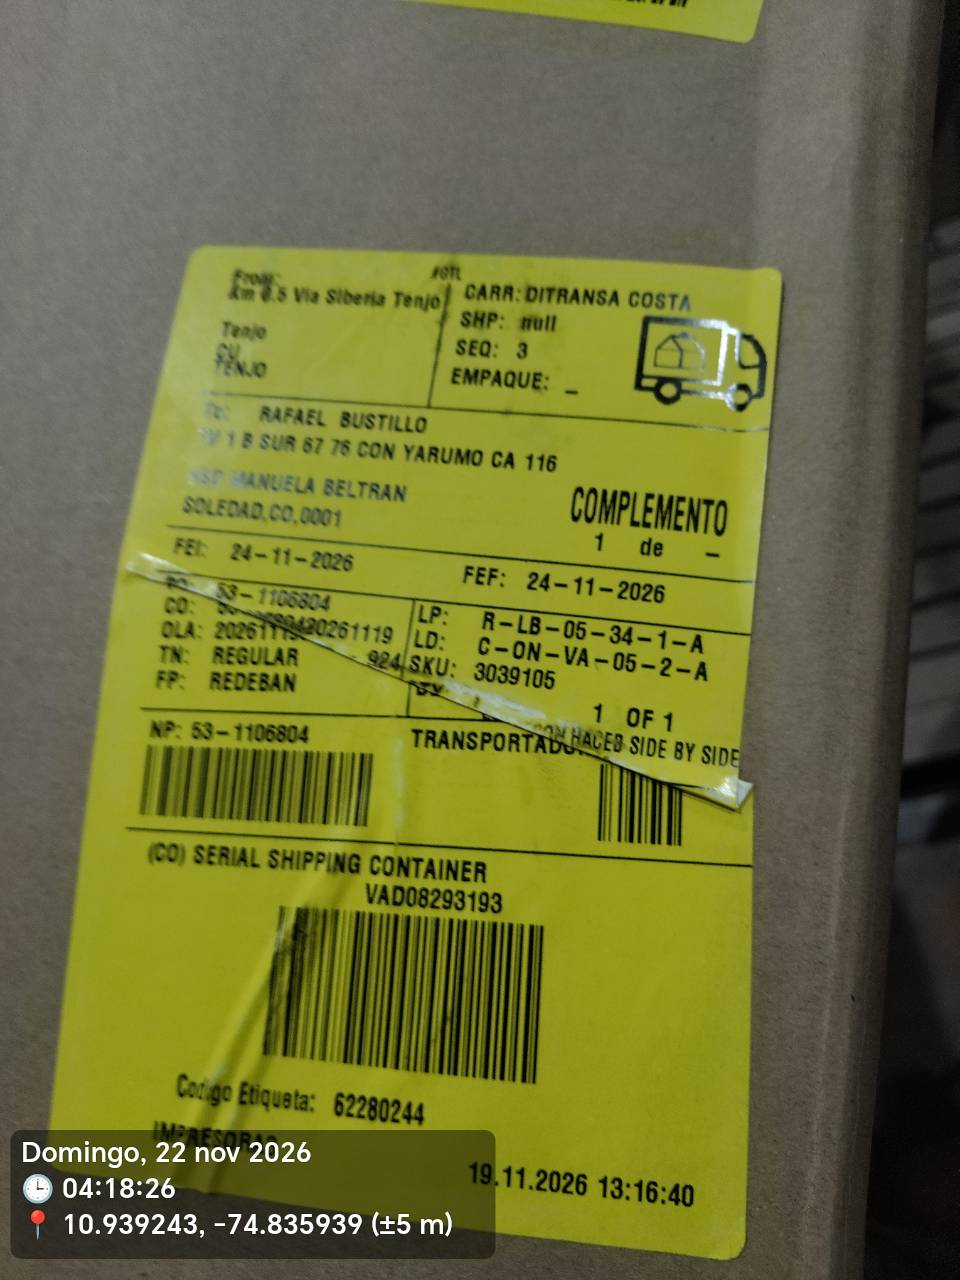 From:
Km 6.5 Via Siberia Tenjo
Tenjo
CU
TENJO
CARR: DITRANSA COSTA
SHP: null
SEQ: 3
EMPAQUE: _
To: RAFAEL BUSTILLO
1 B SUR 67 76 CON YARUMO CA 116
MANUELA BELTRAN
SOLEDAD,CO,0001
COMPLEMENTO
1 de _
FEI: 24-11-2026
FEF: 24-11-2026
53-1106804
CO:
OLA: 20261119 20261119
TN: REGULAR 924
FP: REDEBAN
LP: R-LB-05-34-1-A
LD: C-ON-VA-05-2-A
SKU: 3039105
1 OF 1
HACEB SIDE BY SIDE
NP: 53-1106804
(CO) SERIAL SHIPPING CONTAINER
VAD08293193
Codigo Etiqueta: 62280244
19.11.2026 13:16:40
Domingo, 22 nov 2026
04:18:26
10.939243, -74.835939 (±5 m)